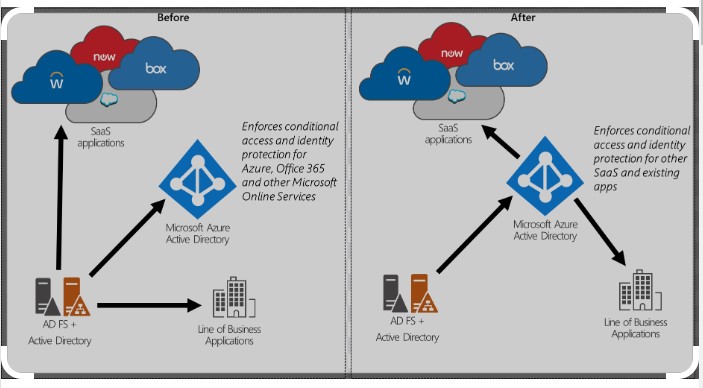 Before
now
W
box
SaaS
applications
Enforces conditional
access and identity
protection for
Azure, Office 365
and other Microsoft
Online Services
Microsoft Azure
Active Directory
AD FS +
Active Directory
Line of Business
Applications
After
now
W
box
SaaS
applications
Enforces conditional
access and identity
protection for other
SaaS and existing
apps
Microsoft Azure
Active Directory
AD FS +
Active Directory
Line of Business
Applications